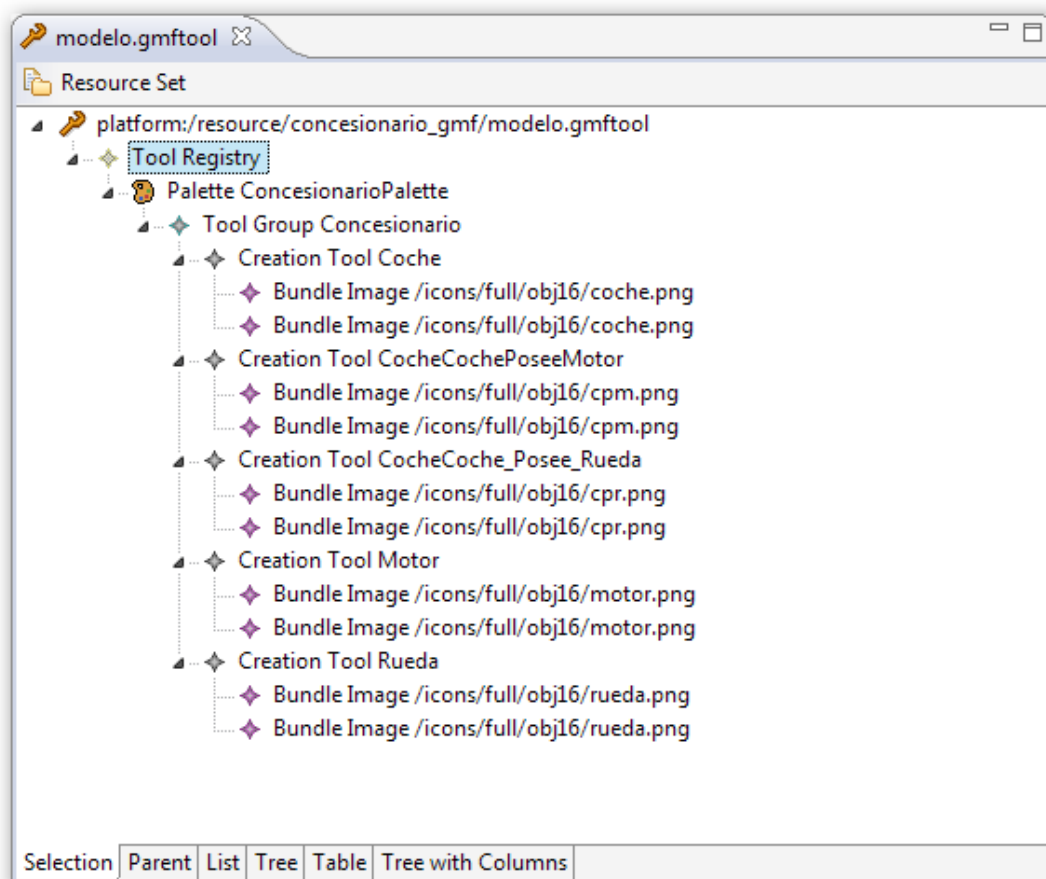 modelo.gmftool
Resource Set
platform:/resource/concesionario_gmf/modelo.gmftool
Tool Registry
Palette ConcesionarioPalette
Tool Group Concesionario
Creation Tool Coche
Bundle Image /icons/full/obj16/coche.png
Bundle Image /icons/full/obj16/coche.png
Creation Tool CocheCochePoseeMotor
Bundle Image /icons/full/obj16/cpm.png
Bundle Image /icons/full/obj16/cpm.png
Creation Tool CocheCoche_Posee_Rueda
Bundle Image /icons/full/obj16/cpr.png
Bundle Image /icons/full/obj16/cpr.png
Creation Tool Motor
Bundle Image /icons/full/obj16/motor.png
Bundle Image /icons/full/obj16/motor.png
Creation Tool Rueda
Bundle Image /icons/full/obj16/rueda.png
Bundle Image /icons/full/obj16/rueda.png
Selection Parent List Tree Table Tree with Columns